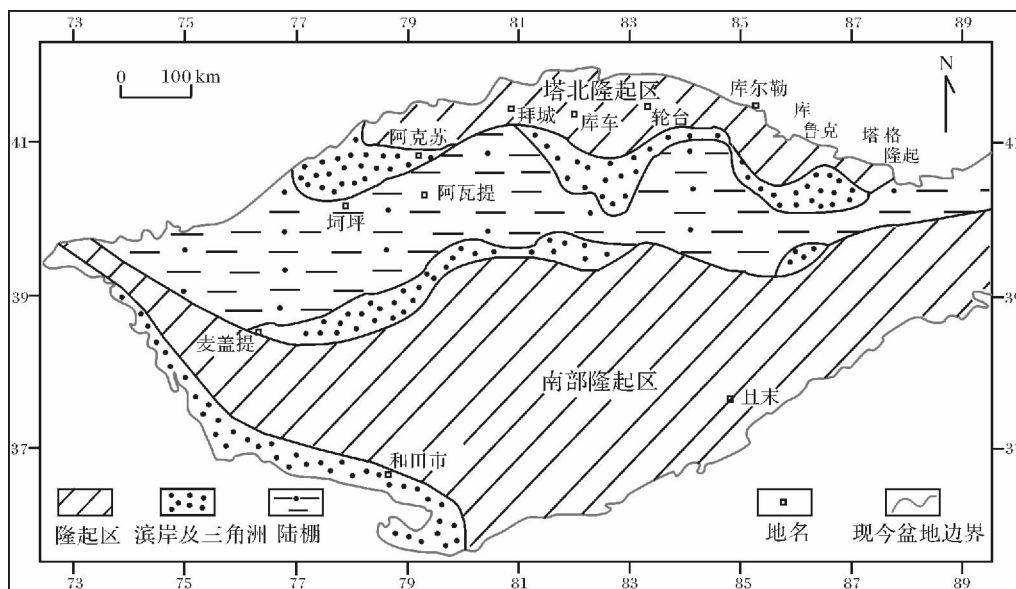 73 75 77 79 81 83 85 87 89
0 100 km
N
塔北隆起区
库尔勒
拜城
库车
轮台
库鲁克
塔格
隆起
41 41
阿克苏
阿瓦提
坷坪
39 39
麦盖提
南部隆起区
且末
37 37
和田市
隆起区
滨岸及三角洲
陆棚
地名
现今盆地边界
73 75 77 79 81 83 85 87 89